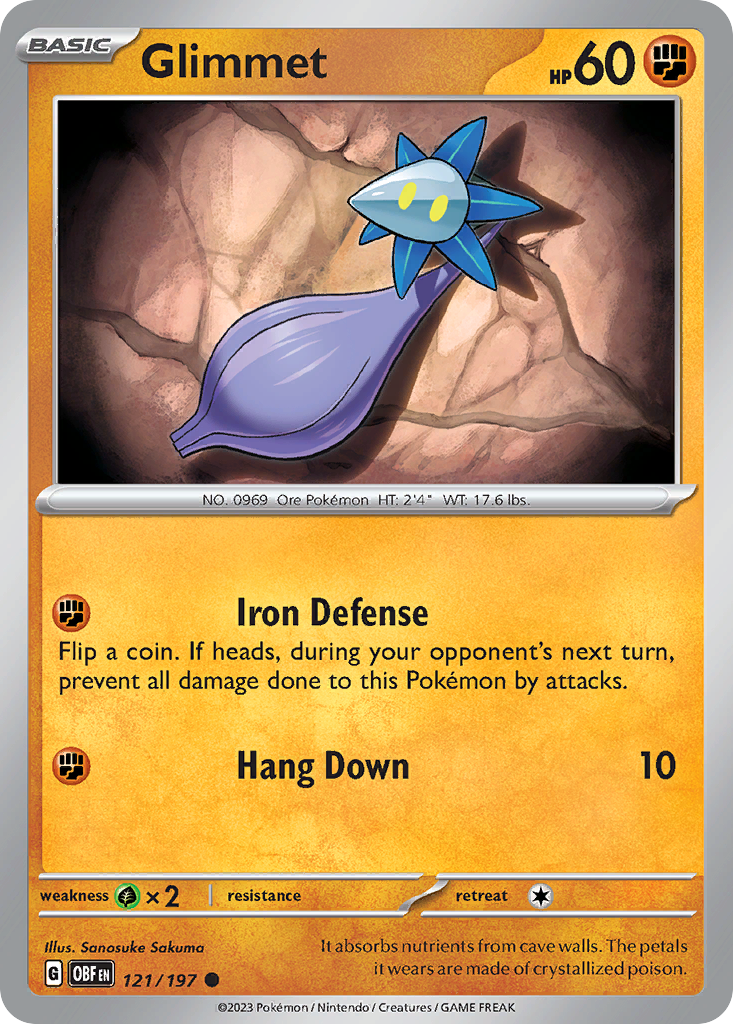 BASIC
Glimmet
HP60
NO. 0969 Ore Pokémon HT: 2'4" WT: 17.6 lbs.
Iron Defense
Flip a coin. If heads, during your opponent's next turn,
prevent all damage done to this Pokémon by attacks.
Hang Down 10
weakness ×2 resistance retreat
Illus. Sanosuke Sakuma
It absorbs nutrients from cave walls. The petals
it wears are made of crystallized poison.
G OBF EN 121/197
©2023 Pokémon / Nintendo / Creatures / GAME FREAK